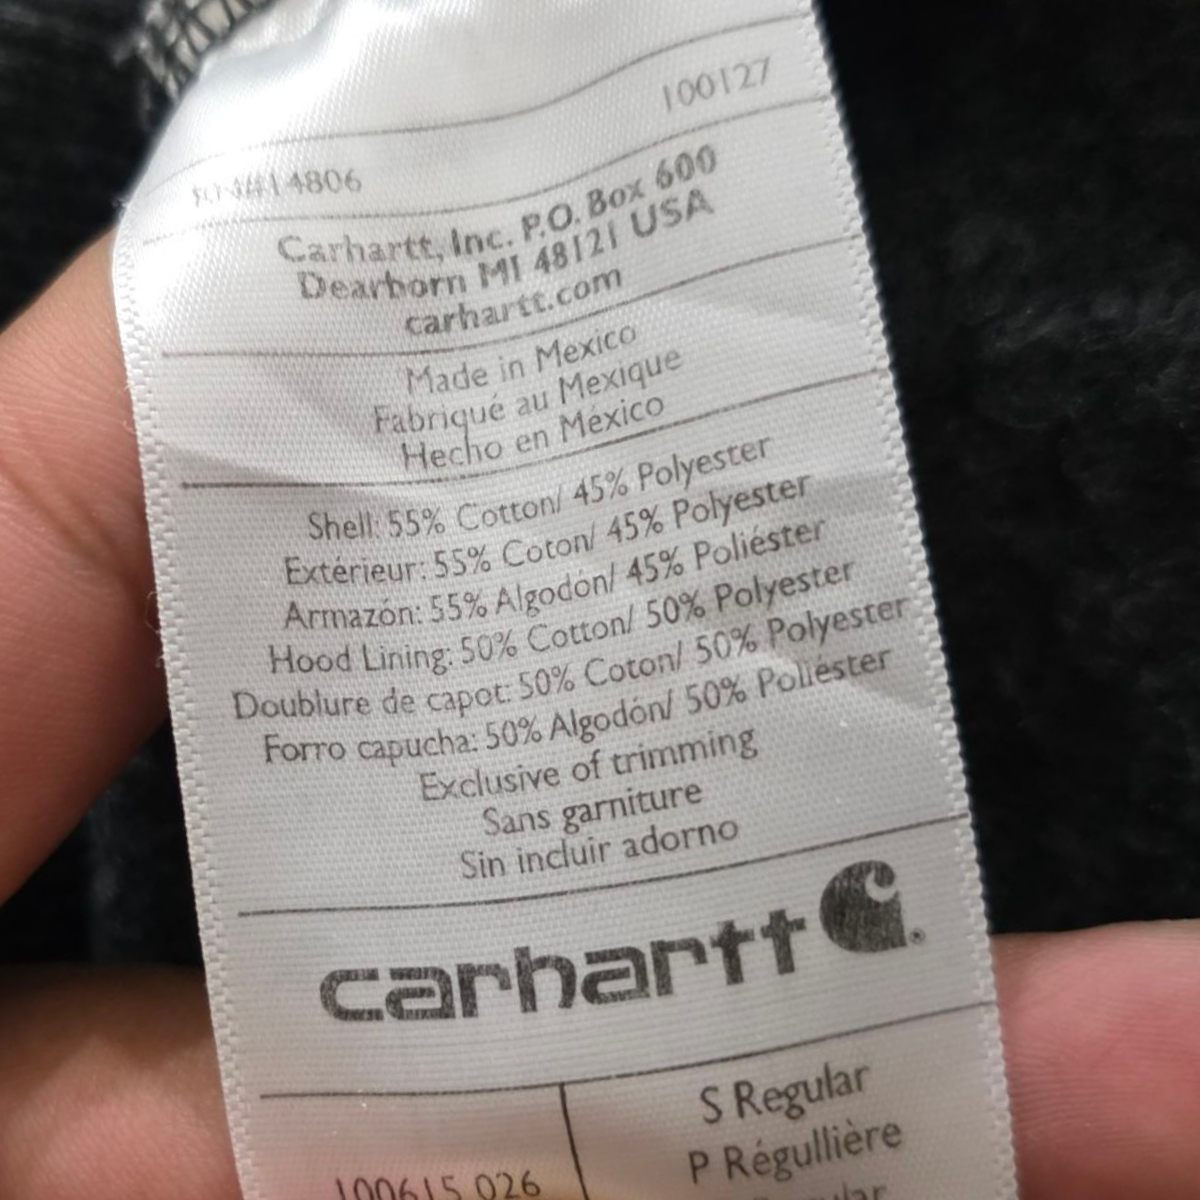 100127
14806
Carhartt, Inc. P.O. Box 600
Dearborn MI 48121 USA
carhartt.com
Made in Mexico
Fabriqué au Mexique
Hecho en México
Shell: 55% Cotton/ 45% Polyester
Extérieur: 55% Coton/ 45% Polyester
Armazón: 55% Algodón/ 45% Poliéster
Hood Lining: 50% Cotton/ 50% Polyester
Doublure de capot: 50% Coton/ 50% Polyester
Forro capucha: 50% Algodón/ 50% Poliéster
Exclusive of trimming
Sans garniture
Sin incluir adorno
carhartt
S Regular
P Régullière
100615 026